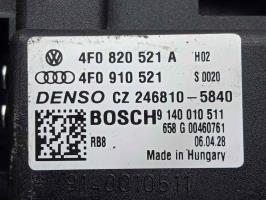 4F0 820 521 A H02
4F0 910 521 S 0020
DENSO CZ 246810-5840
BOSCH 9 140 010 511
658 G 00460761
RB8 06.04.28
Made in Hungary
9140010511